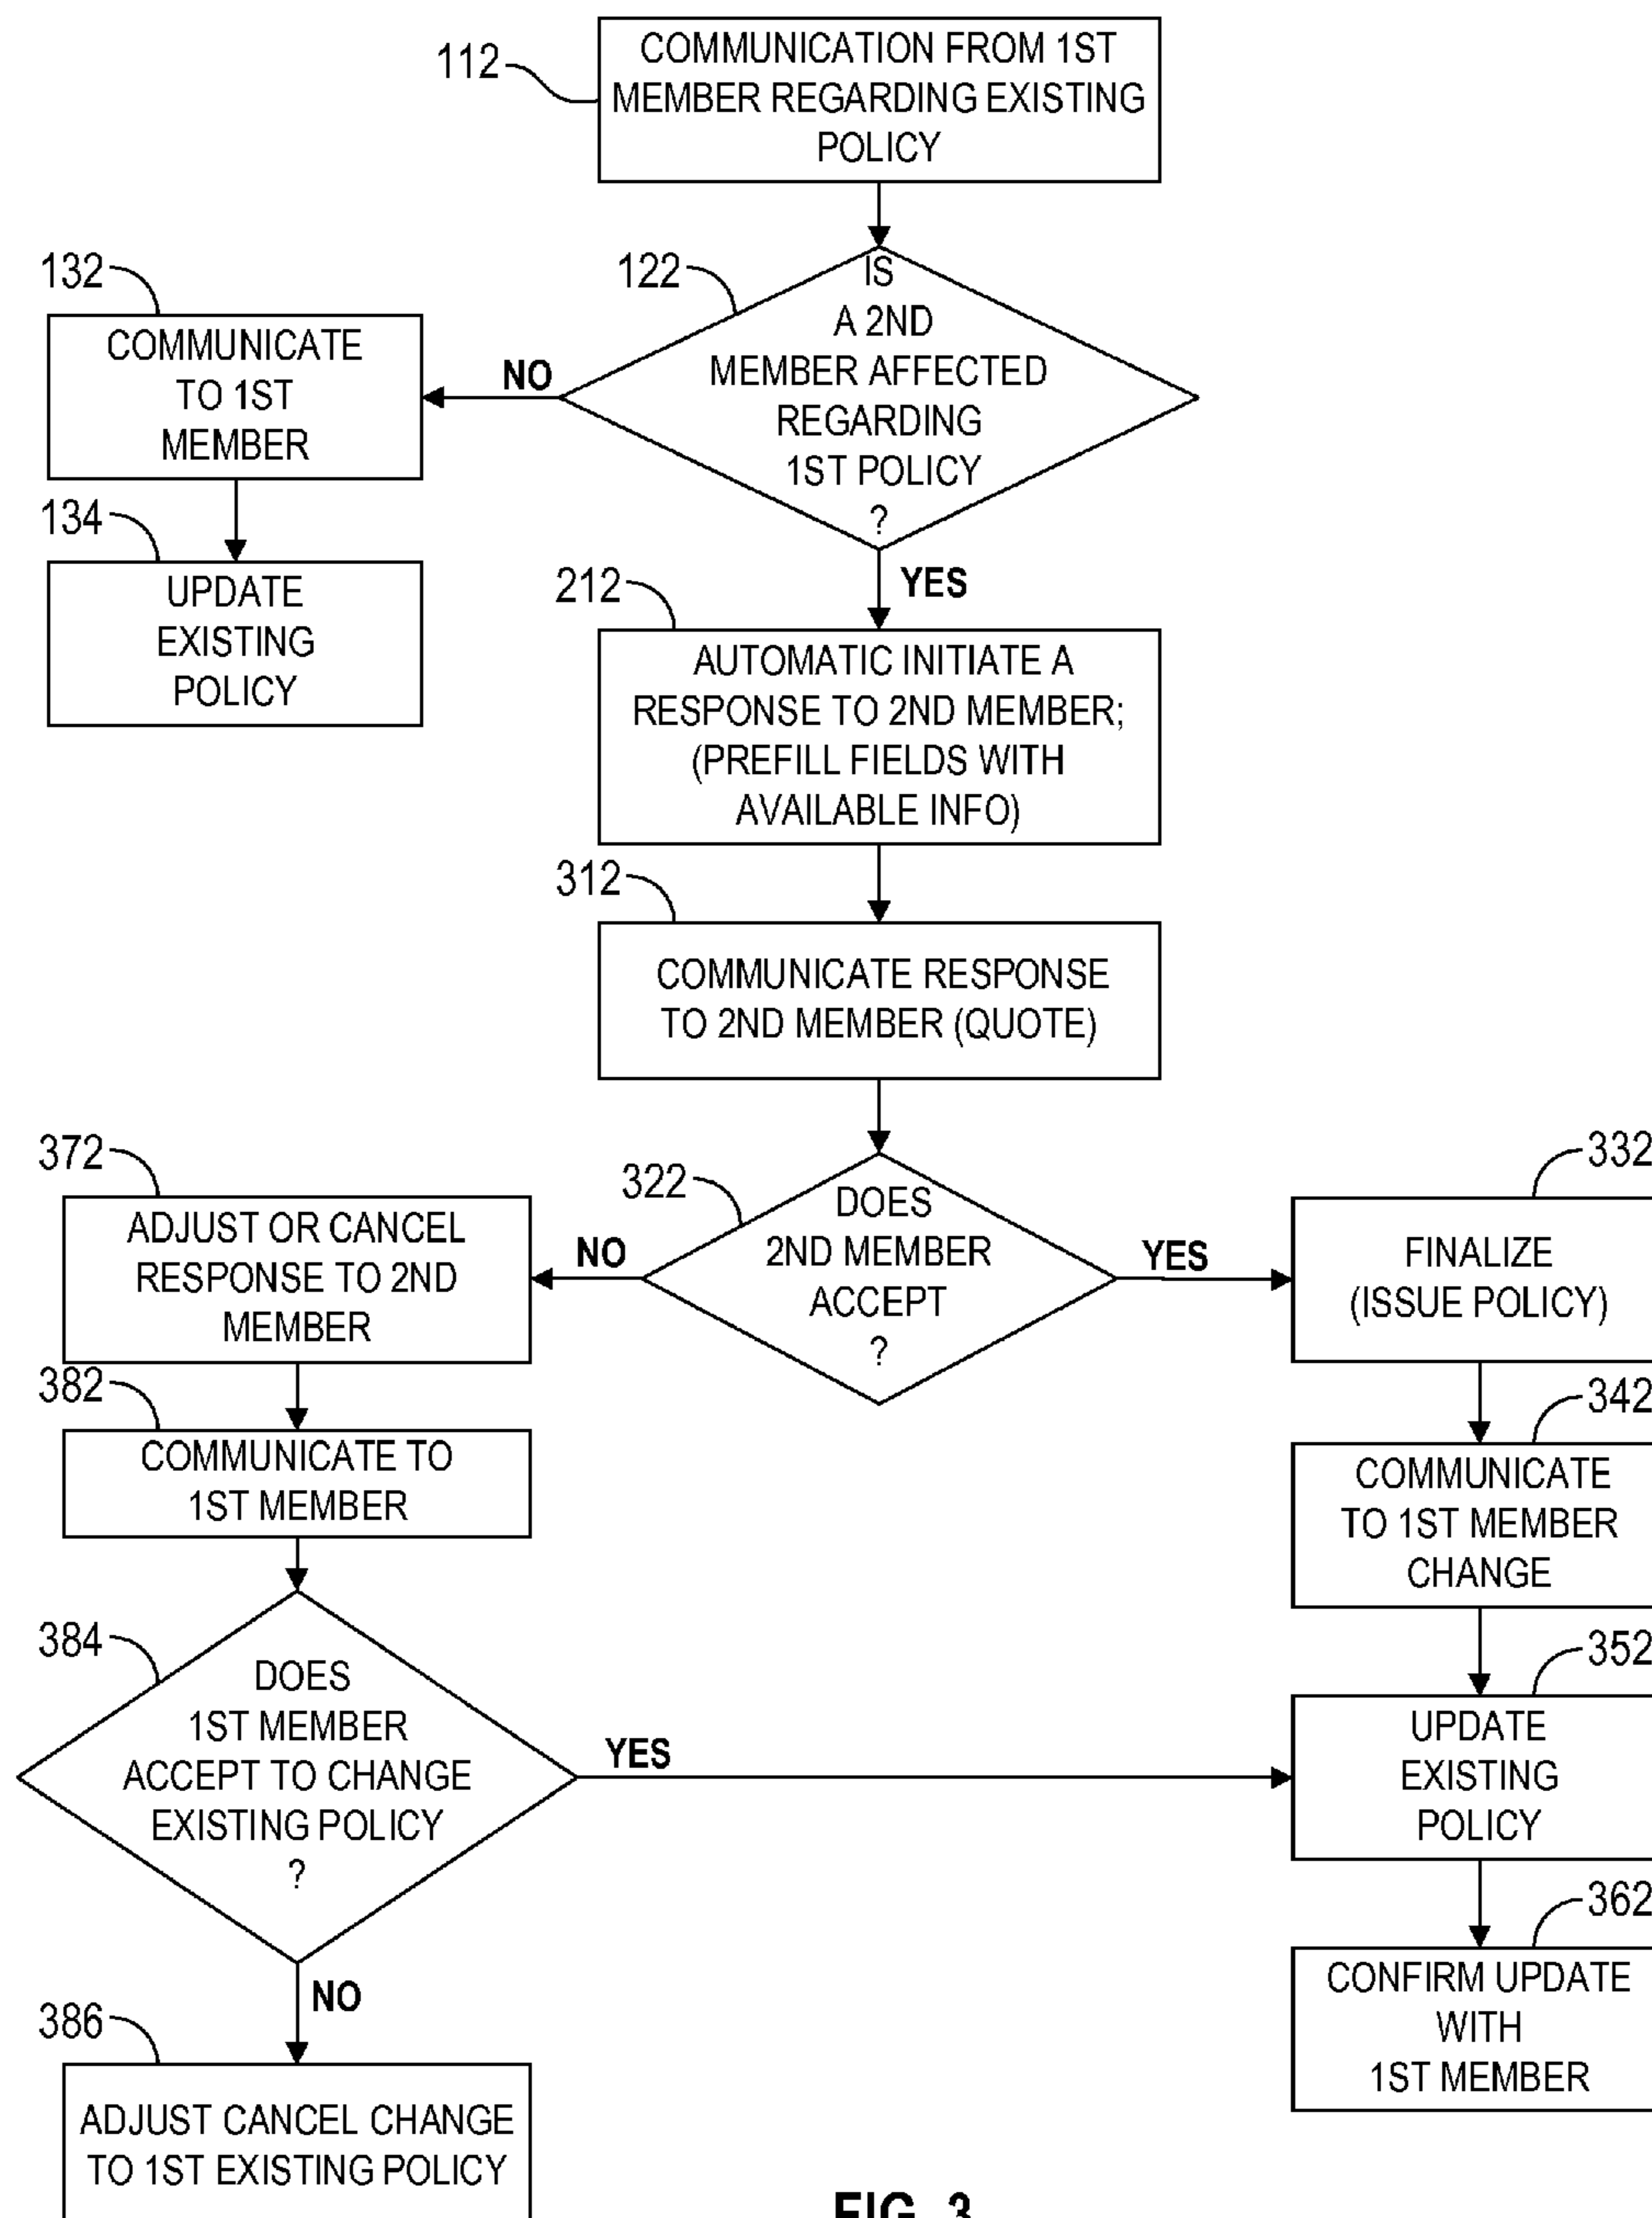 112
COMMUNICATION FROM 1ST
MEMBER REGARDING EXISTING
POLICY
122
IS
A 2ND
MEMBER AFFECTED
REGARDING
1ST POLICY
?
NO
132
COMMUNICATE
TO 1ST
MEMBER
134
UPDATE
EXISTING
POLICY
YES
212
AUTOMATIC INITIATE A
RESPONSE TO 2ND MEMBER;
(PREFILL FIELDS WITH
AVAILABLE INFO)
312
COMMUNICATE RESPONSE
TO 2ND MEMBER (QUOTE)
322
DOES
2ND MEMBER
ACCEPT
?
NO
372
ADJUST OR CANCEL
RESPONSE TO 2ND
MEMBER
382
COMMUNICATE TO
1ST MEMBER
384
DOES
1ST MEMBER
ACCEPT TO CHANGE
EXISTING POLICY
?
YES
NO
386
ADJUST CANCEL CHANGE
TO 1ST EXISTING POLICY
YES
332
FINALIZE
(ISSUE POLICY)
342
COMMUNICATE
TO 1ST MEMBER
CHANGE
352
UPDATE
EXISTING
POLICY
362
CONFIRM UPDATE
WITH
1ST MEMBER
FIG. 3